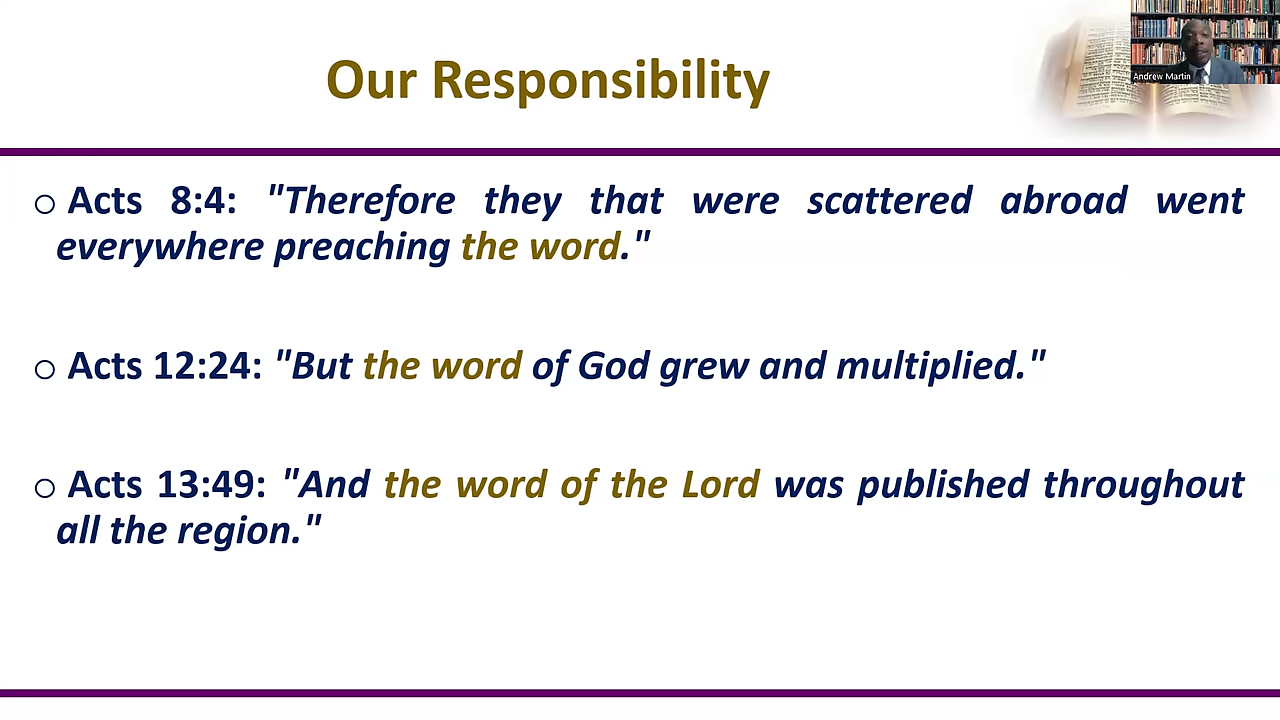 Our Responsibility
Andrew Martin
o Acts 8:4: "Therefore they that were scattered abroad went
everywhere preaching the word."
o Acts 12:24: "But the word of God grew and multiplied."
o Acts 13:49: "And the word of the Lord was published throughout
all the region."